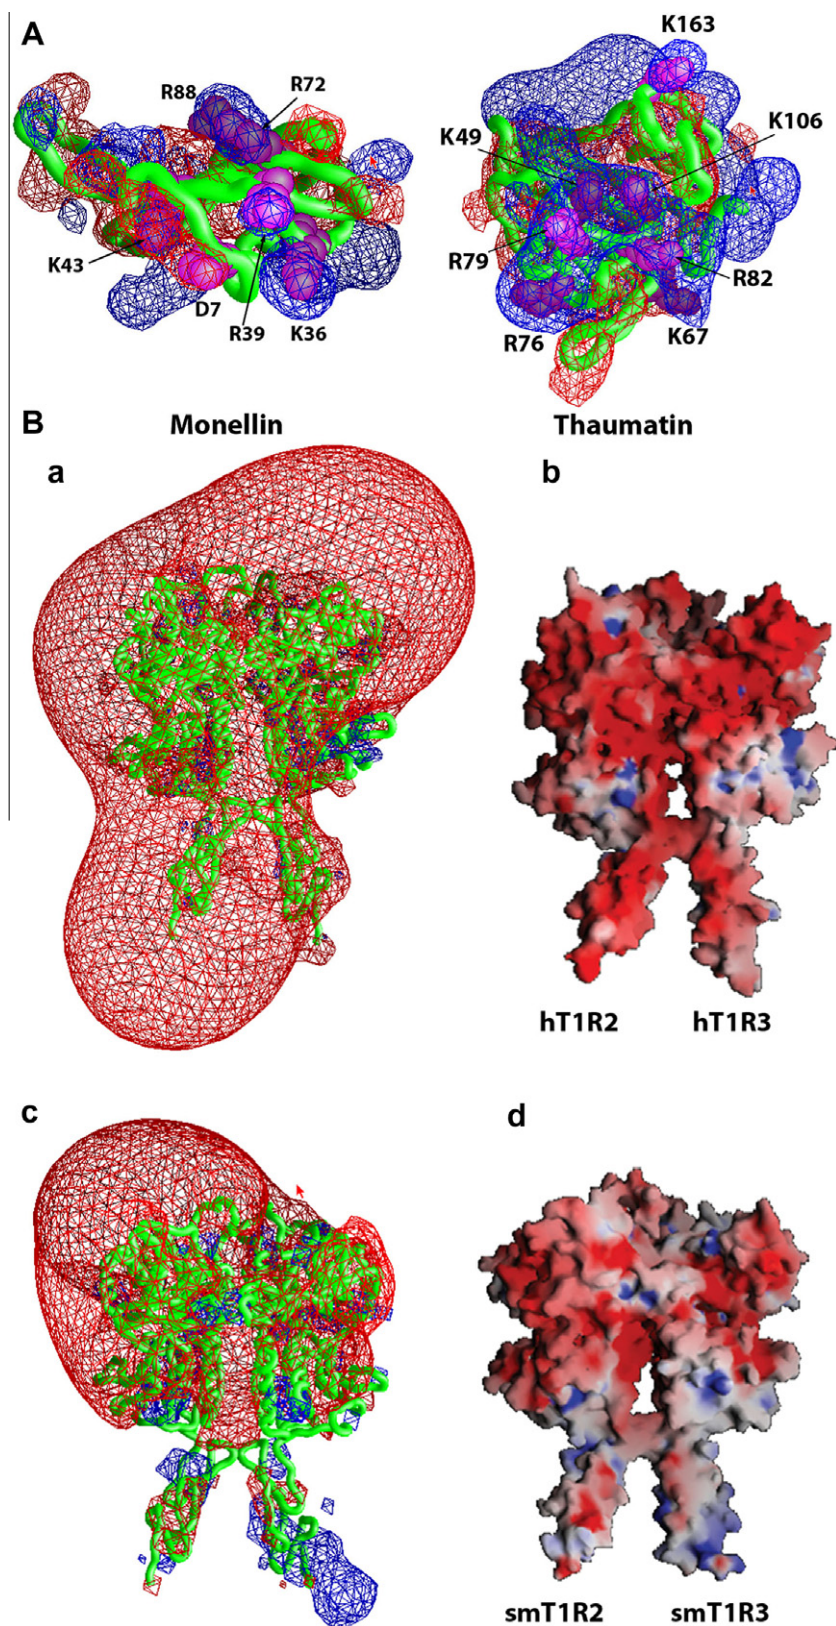 A
R88
R72
K43
D7
R39
K36
K163
K49
K106
R79
R82
R76
K67
B
Monellin
Thaumatin
a
b
hT1R2
hT1R3
c
d
smT1R2
smT1R3